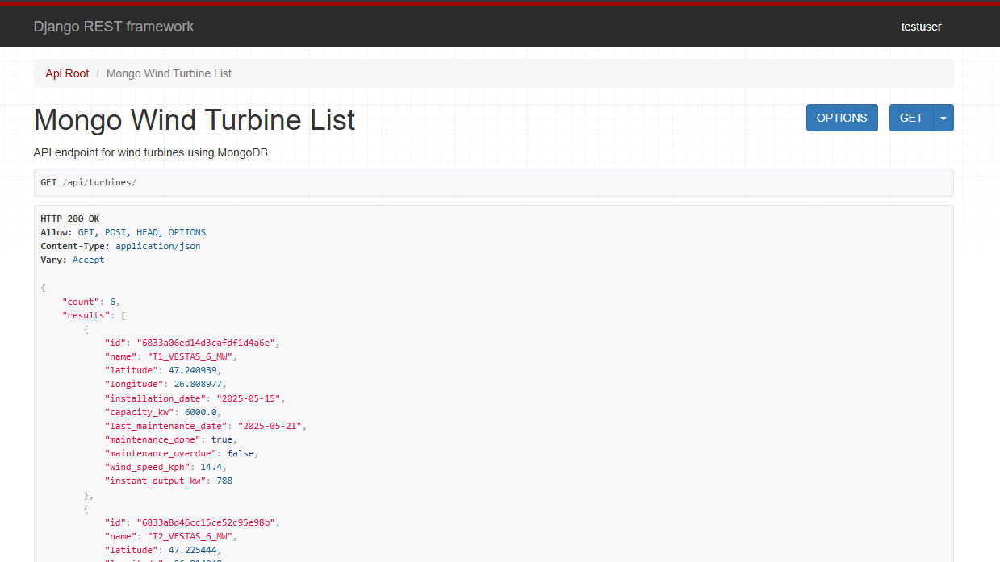 Django REST framework
testuser
Api Root / Mongo Wind Turbine List
Mongo Wind Turbine List
OPTIONS
GET
API endpoint for wind turbines using MongoDB.
GET /api/turbines/
HTTP 200 OK
Allow: GET, POST, HEAD, OPTIONS
Content-Type: application/json
Vary: Accept
{
"count": 6,
"results": [
{
"id": "6833a06ed14d3cafdf1d4a6e",
"name": "T1_VESTAS_6_MW",
"latitude": 47.240939,
"longitude": 26.808977,
"installation_date": "2025-05-15",
"capacity_kw": 6000.0,
"last_maintenance_date": "2025-05-21",
"maintenance_done": true,
"maintenance_overdue": false,
"wind_speed_kph": 14.4,
"instant_output_kw": 788
},
{
"id": "6833a8d46cc15ce52c95e98b",
"name": "T2_VESTAS_6_MW",
"latitude": 47.225444,